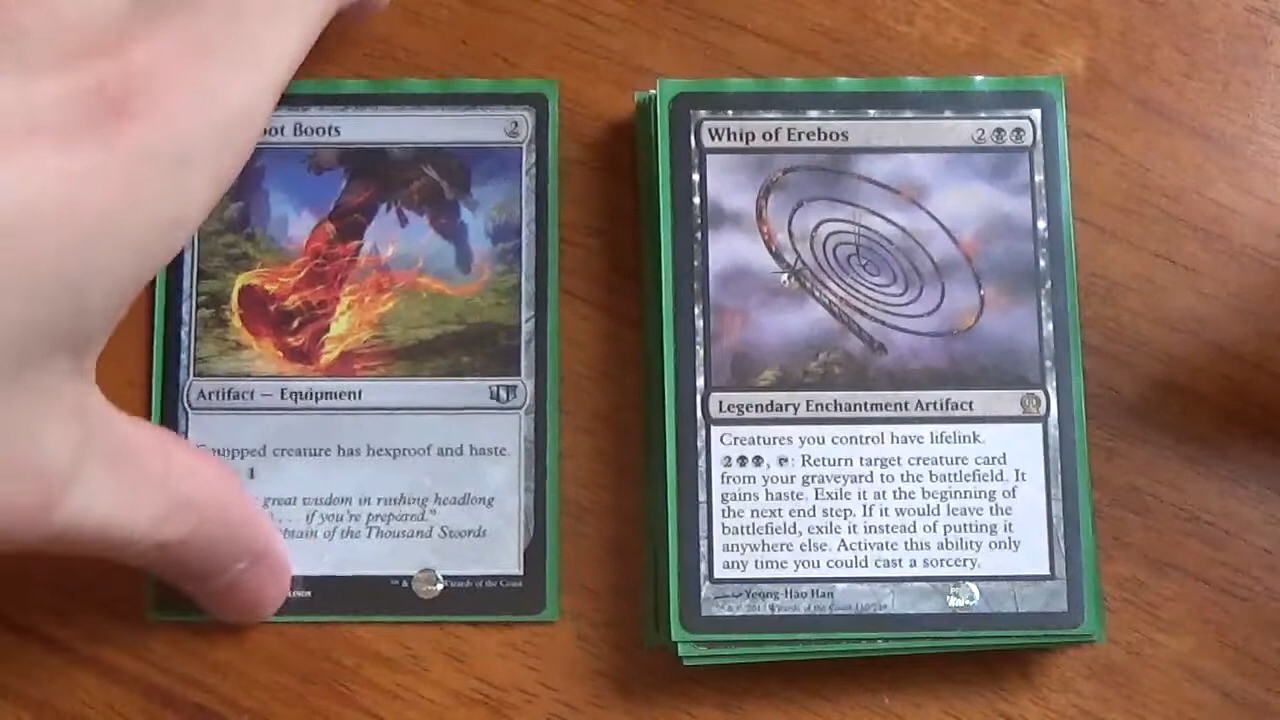 Boots 2
Artifact — Equipment
Equipped creature has hexproof and haste.
1
great wisdom in rushing headlong
. . . if you're prepared."
of the Thousand Swords
™ & Wizards of the Coast
Whip of Erebos 2
Legendary Enchantment Artifact
Creatures you control have lifelink.
2 , : Return target creature card
from your graveyard to the battlefield. It
gains haste. Exile it at the beginning of
the next end step. If it would leave the
battlefield, exile it instead of putting it
anywhere else. Activate this ability only
any time you could cast a sorcery.
Yeong-Hao Han
Wizards of the Coast